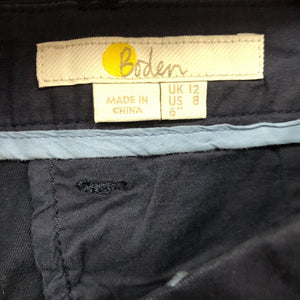 Boden
MADE IN
CHINA
UK 12
US 8
6"